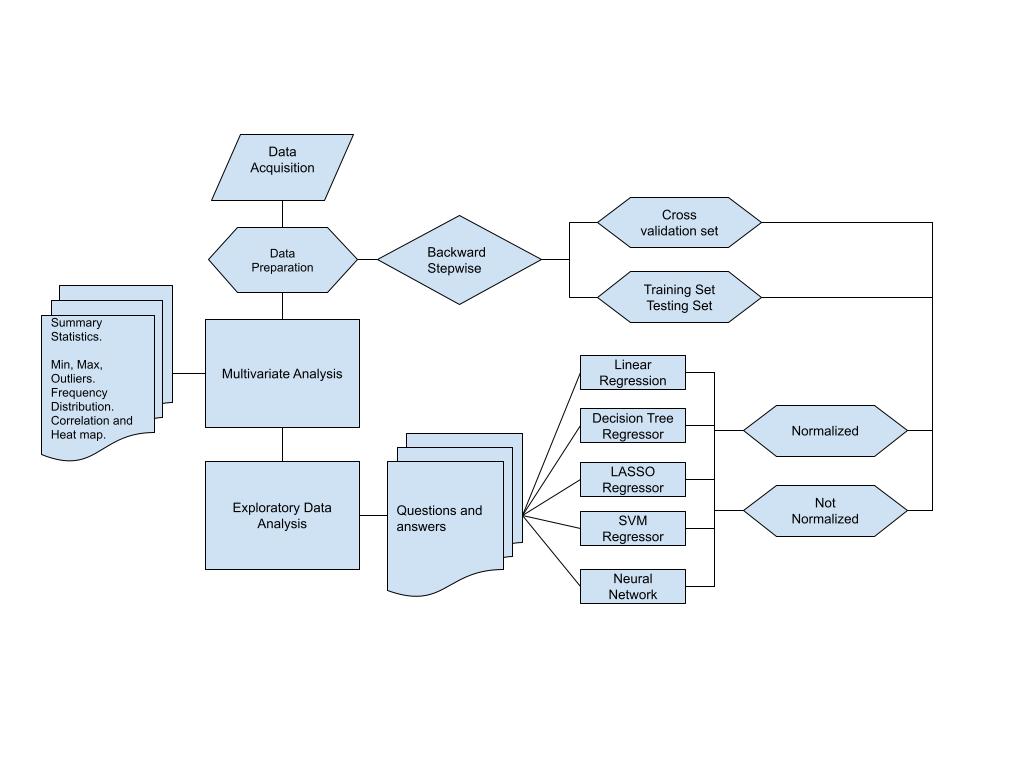 Data
Acquisition
Data
Preparation
Backward
Stepwise
Cross
validation set
Training Set
Testing Set
Summary
Statistics.
Min, Max,
Outliers.
Frequency
Distribution.
Correlation and
Heat map.
Multivariate Analysis
Exploratory Data
Analysis
Questions and
answers
Linear
Regression
Decision Tree
Regressor
LASSO
Regressor
SVM
Regressor
Neural
Network
Normalized
Not
Normalized